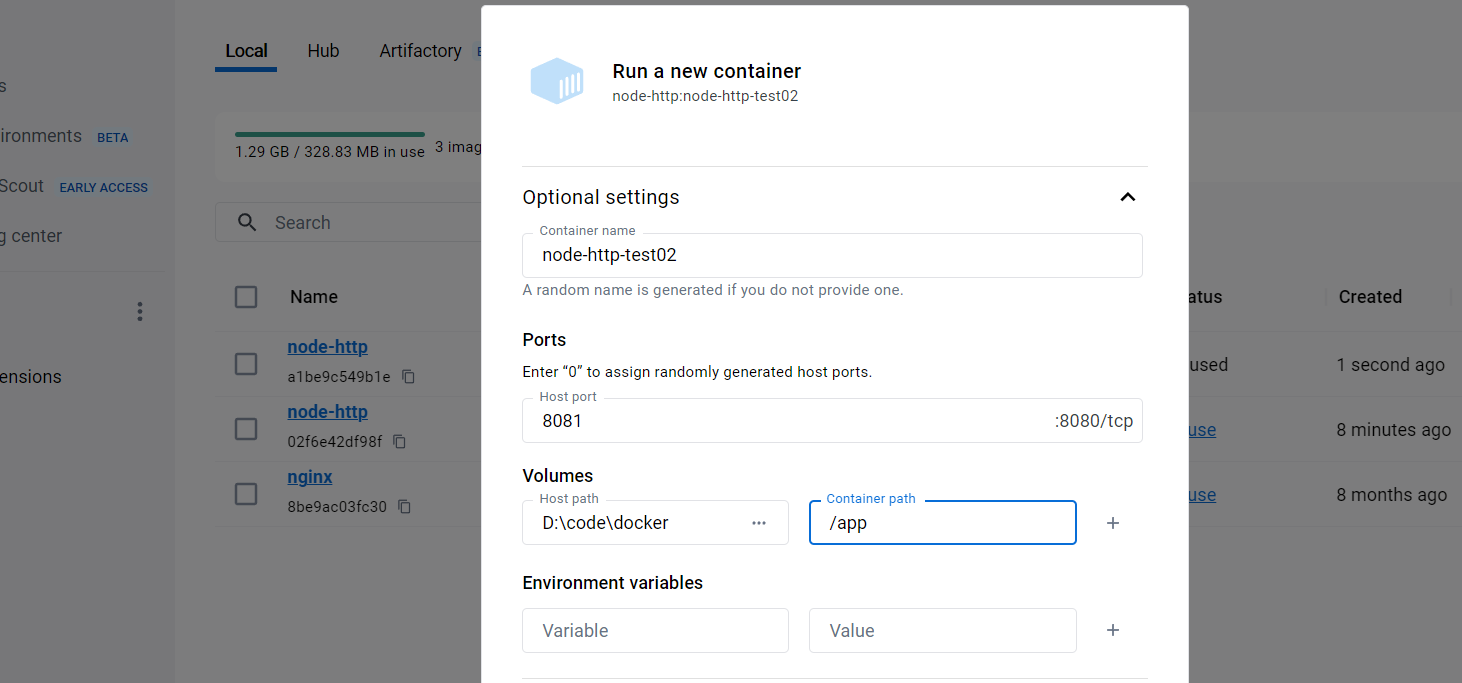 Local Hub Artifactory
ironments BETA
Scout EARLY ACCESS
g center
ensions
1.29 GB / 328.83 MB in use 3 imag
Search
Name
node-http
a1be9c549b1e
node-http
02f6e42df98f
nginx
8be9ac03fc30
Run a new container
node-http:node-http-test02
Optional settings
Container name
node-http-test02
A random name is generated if you do not provide one.
Ports
Enter “0” to assign randomly generated host ports.
Host port
8081 :8080/tcp
Volumes
Host path Container path
D:\code\docker ··· /app +
Environment variables
Variable Value +
atus Created
used 1 second ago
use 8 minutes ago
use 8 months ago